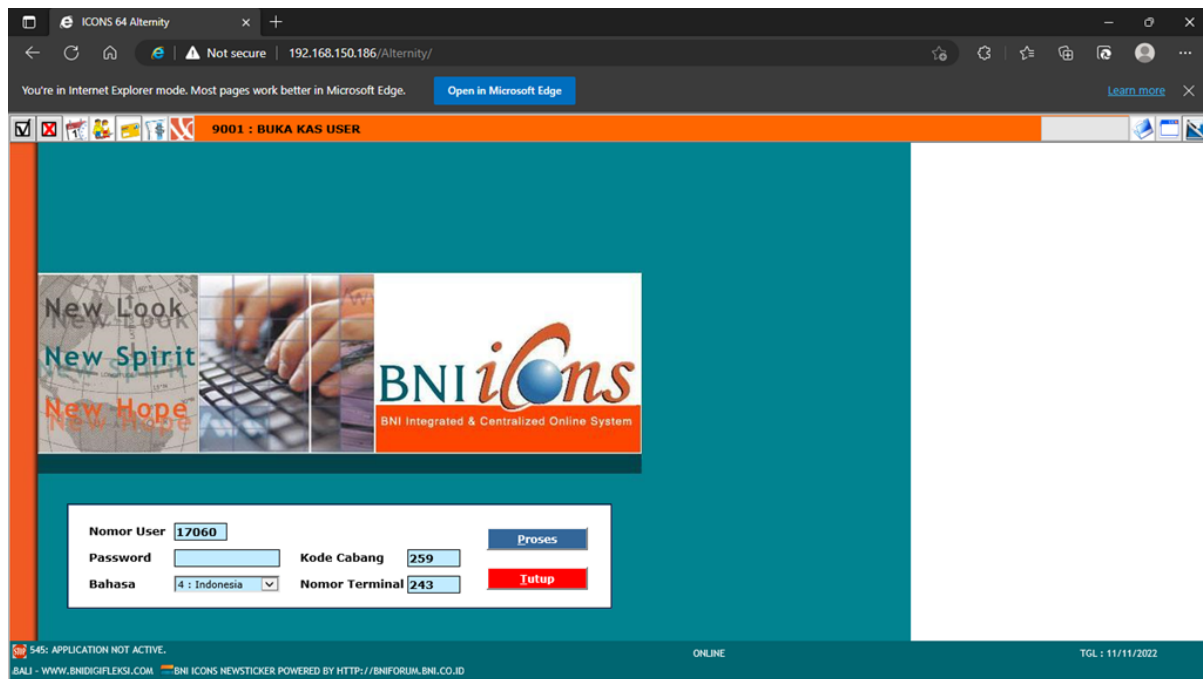 ICONS 64 Alternity
Not secure | 192.168.150.186/Alternity/
You're in Internet Explorer mode. Most pages work better in Microsoft Edge.
Open in Microsoft Edge
Learn more
9001 : BUKA KAS USER
New Look
New Spirit
New Hope
BNI icons
BNI Integrated & Centralized Online System
Nomor User 17060
Proses
Password
Kode Cabang 259
Bahasa 4 : Indonesia
Nomor Terminal 243
Tutup
STOP 545: APPLICATION NOT ACTIVE.
ONLINE
TGL : 11/11/2022
BALI - WWW.BNIDIGIFLEKSI.COM BNI ICONS NEWSTICKER POWERED BY HTTP://BNIFORUM.BNI.CO.ID